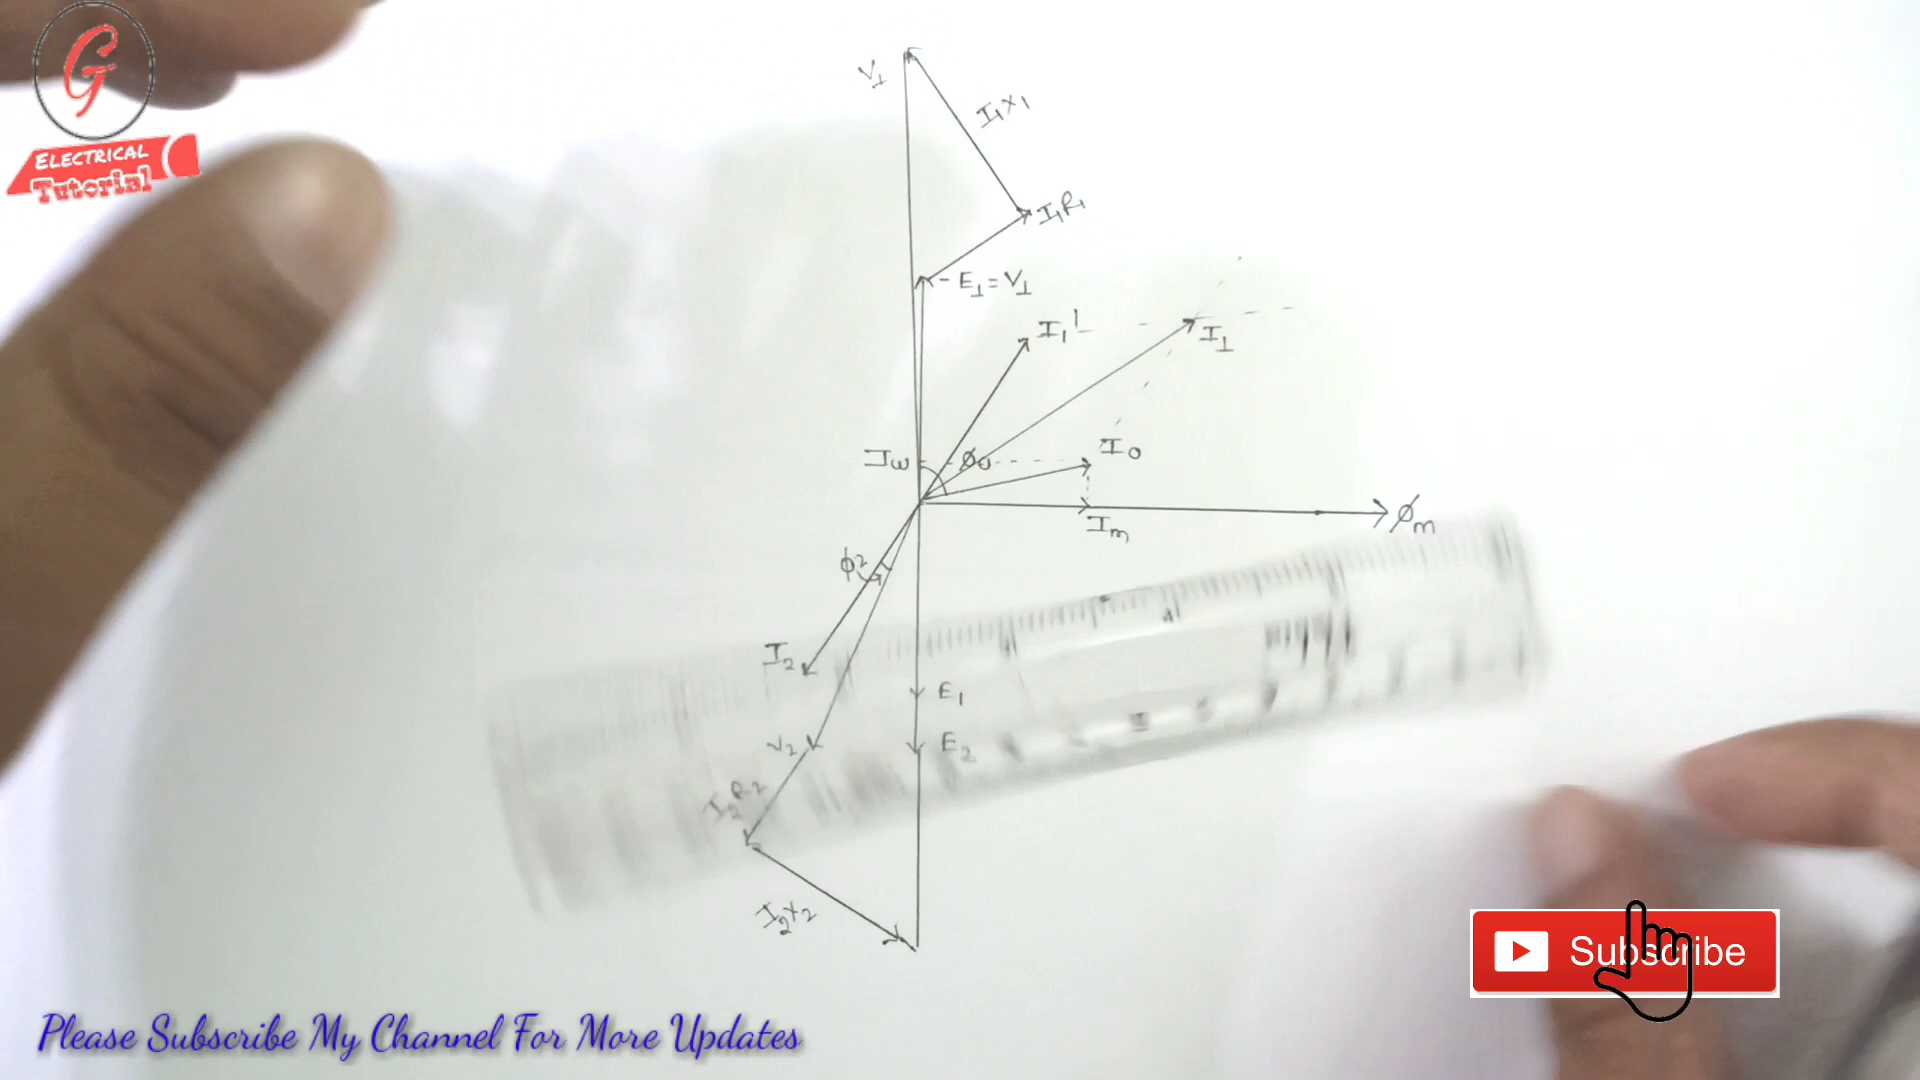 G
ELECTRICAL
Tutorial
V1
I1X1
I1R1
- E1 = V1
I1'
I1
Iw
ϕ0
I0
Im
ϕm
ϕ2
I2
E1
V2
E2
I2R2
I2X2
Subscribe
Please Subscribe My Channel For More Updates